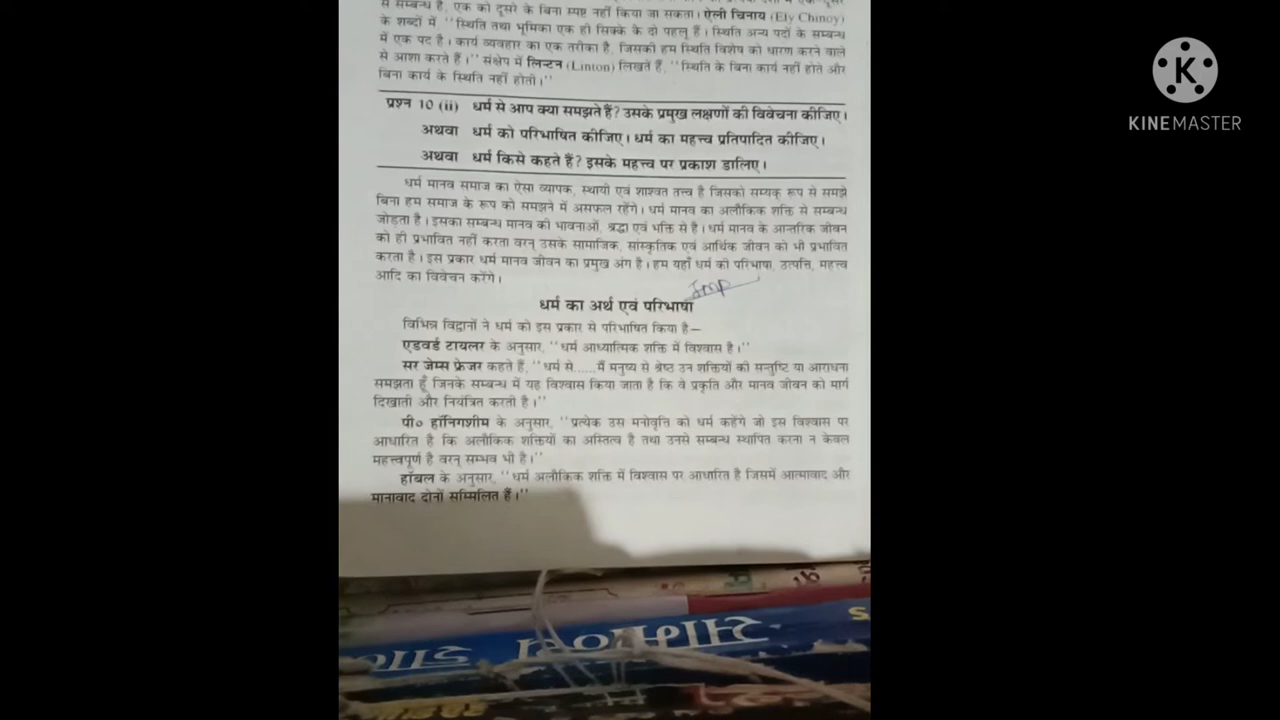 से सम्बन्ध है, एक को दूसरे के बिना स्पष्ट नहीं किया जा सकता। ऐली चिनाय (Ely Chinoy)
के शब्दों में ‘‘स्थिति तथा भूमिका एक ही सिक्के के दो पहलू हैं। स्थिति अन्य पदों के सम्बन्ध
में एक पद है। कार्य व्यवहार का एक तरीका है, जिसकी हम स्थिति विशेष को धारण करने वाले
से आशा करते हैं।’’ संक्षेप में लिन्टन (Linton) लिखते हैं, ‘‘स्थिति के बिना कार्य नहीं होते और
बिना कार्य के स्थिति नहीं होती।’’
प्रश्न 10 (ii) धर्म से आप क्या समझते हैं? उसके प्रमुख लक्षणों की विवेचना कीजिए।
अथवा धर्म को परिभाषित कीजिए। धर्म का महत्त्व प्रतिपादित कीजिए।
अथवा धर्म किसे कहते हैं? इसके महत्त्व पर प्रकाश डालिए।
धर्म मानव समाज का ऐसा व्यापक, स्थायी एवं शाश्वत तत्त्व है जिसको सम्यक् रूप से समझे
बिना हम समाज के रूप को समझने में असफल रहेंगे। धर्म मानव का अलौकिक शक्ति से सम्बन्ध
जोड़ता है। इसका सम्बन्ध मानव की भावनाओं, श्रद्धा एवं भक्ति से है। धर्म मानव के आन्तरिक जीवन
को ही प्रभावित नहीं करता वरन् उसके सामाजिक, सांस्कृतिक एवं आर्थिक जीवन को भी प्रभावित
करता है। इस प्रकार धर्म मानव जीवन का प्रमुख अंग है। हम यहाँ धर्म की परिभाषा, उत्पत्ति, महत्त्व
आदि का विवेचन करेंगे।
Imp
धर्म का अर्थ एवं परिभाषा
विभिन्न विद्वानों ने धर्म को इस प्रकार से परिभाषित किया है—
एडवर्ड टायलर के अनुसार, ‘‘धर्म आध्यात्मिक शक्ति में विश्वास है।’’
सर जेम्स फ्रेजर कहते हैं, ‘‘धर्म से......मैं मनुष्य से श्रेष्ठ उन शक्तियों की सन्तुष्टि या आराधना
समझता हूँ जिनके सम्बन्ध में यह विश्वास किया जाता है कि वे प्रकृति और मानव जीवन को मार्ग
दिखाती और नियंत्रित करती है।’’
पी० हॉनिगशीम के अनुसार, ‘‘प्रत्येक उस मनोवृत्ति को धर्म कहेंगे जो इस विश्वास पर
आधारित है कि अलौकिक शक्तियों का अस्तित्व है तथा उनसे सम्बन्ध स्थापित करना न केवल
महत्त्वपूर्ण है वरन् सम्भव भी है।’’
हॉबल के अनुसार, ‘‘धर्म अलौकिक शक्ति में विश्वास पर आधारित है जिसमें आत्मावाद और
मानावाद दोनों सम्मिलित हैं।’’
सामान्य
KINEMASTER